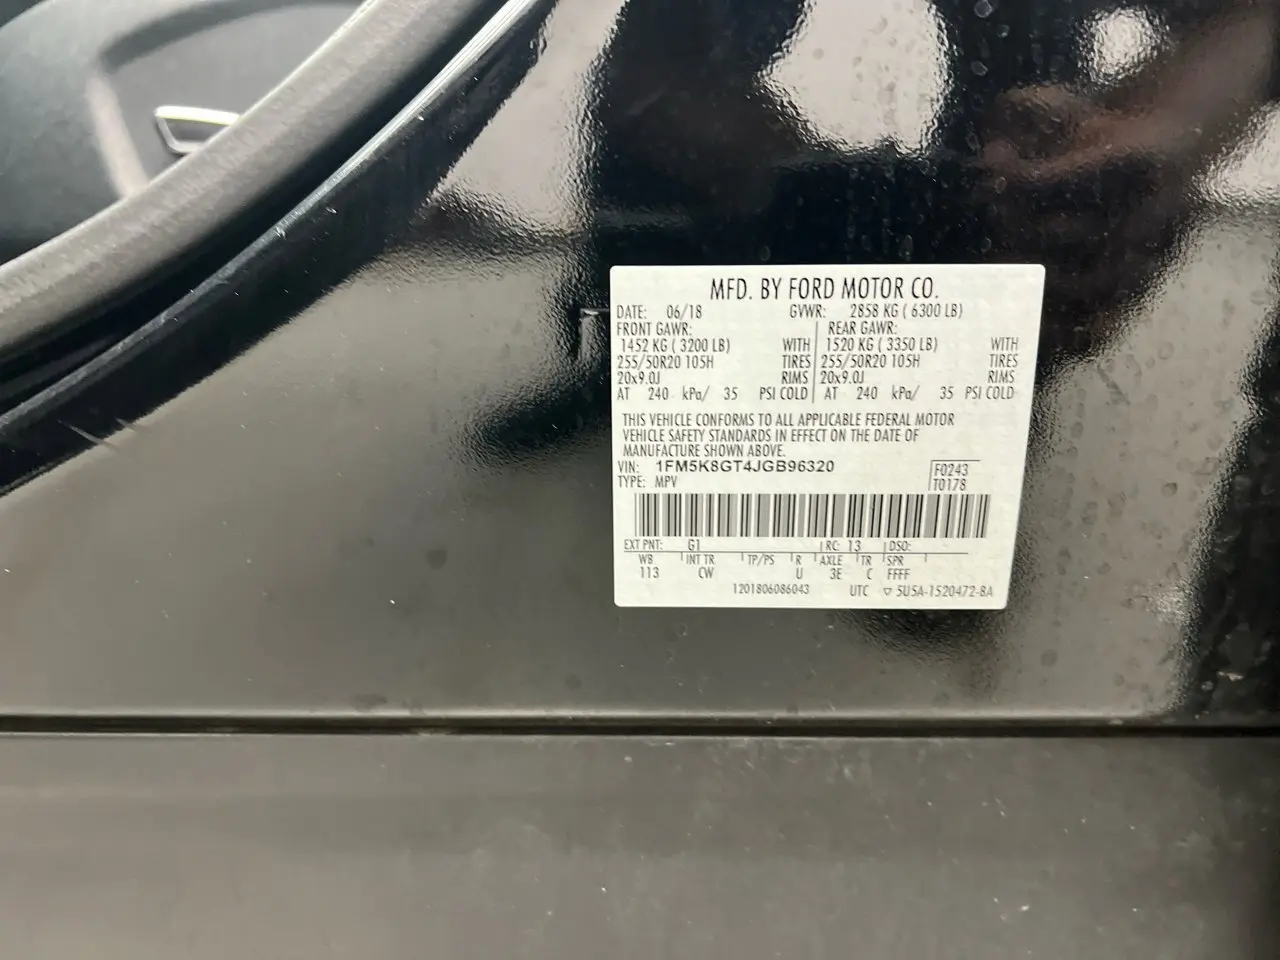 MFD. BY FORD MOTOR CO.
DATE: 06/18 GVWR: 2858 KG ( 6300 LB)
FRONT GAWR: REAR GAWR:
1452 KG ( 3200 LB) WITH 1520 KG ( 3350 LB) WITH
255/50R20 105H TIRES 255/50R20 105H TIRES
20x9.0J RIMS 20x9.0J RIMS
AT 240 kPa/ 35 PSI COLD AT 240 kPa/ 35 PSI COLD
THIS VEHICLE CONFORMS TO ALL APPLICABLE FEDERAL MOTOR
VEHICLE SAFETY STANDARDS IN EFFECT ON THE DATE OF
MANUFACTURE SHOWN ABOVE.
VIN: 1FM5K8GT4JGB96320 F0243
TYPE: MPV T0178
EXT PNT: G1 RC: 13 DSO:
WB INT TR TP/PS R AXLE TR SPR
113 CW U 3E C FFFF
1201806086043 UTC ▽ 5U5A-1520472-BA